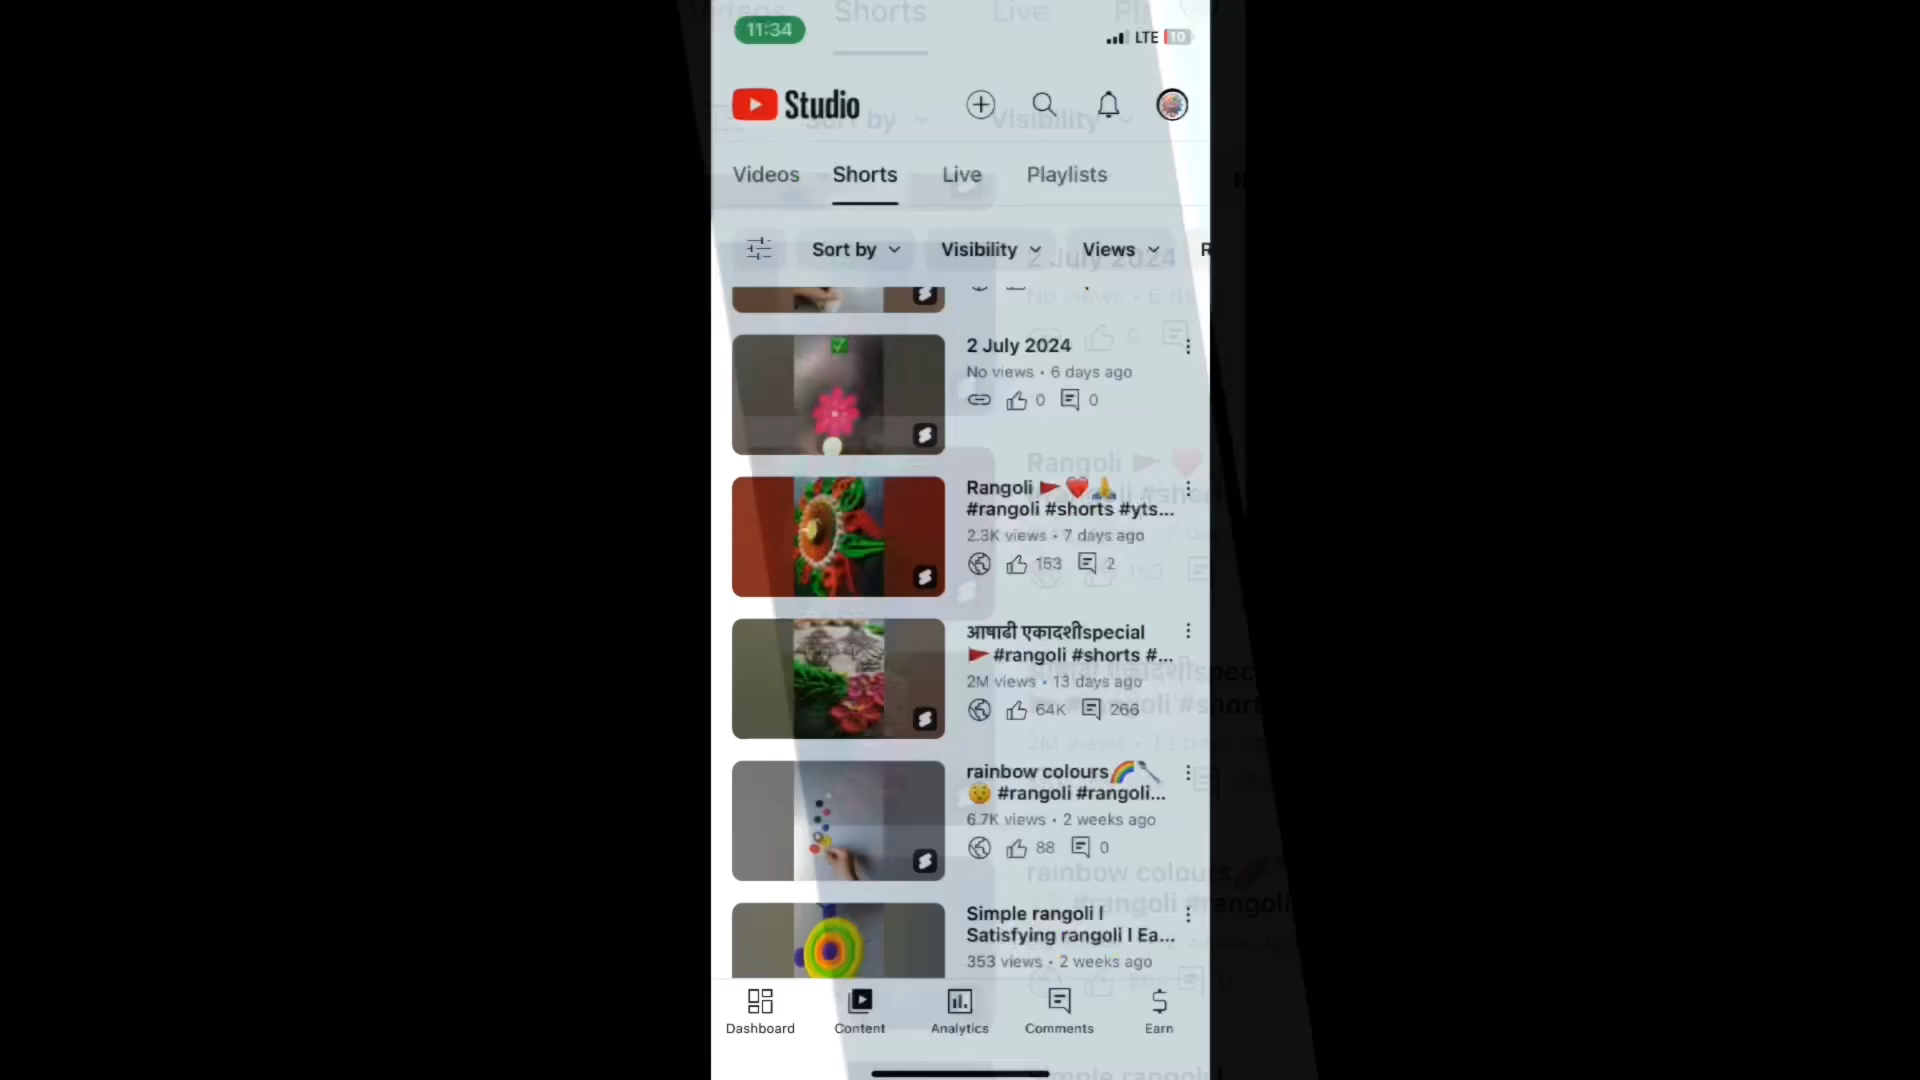 11:34
LTE 10
Studio
Videos Shorts Live Playlists
Sort by Visibility Views R
2 July 2024
No views • 6 days ago
0 0
Rangoli 🚩❤️🙏
#rangoli #shorts #yts...
2.3K views • 7 days ago
153 2
आषाढी एकादशीspecial
🚩#rangoli #shorts #...
2M views • 13 days ago
64K 266
rainbow colours🌈🥄
😯 #rangoli #rangoli...
6.7K views • 2 weeks ago
88 0
Simple rangoli l
Satisfying rangoli l Ea...
353 views • 2 weeks ago
Dashboard Content Analytics Comments Earn